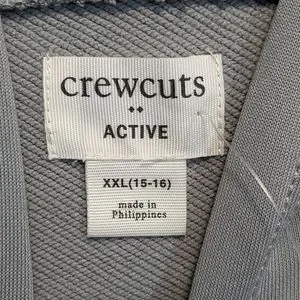 crewcuts
ACTIVE
XXL(15-16)
made in
Philippines